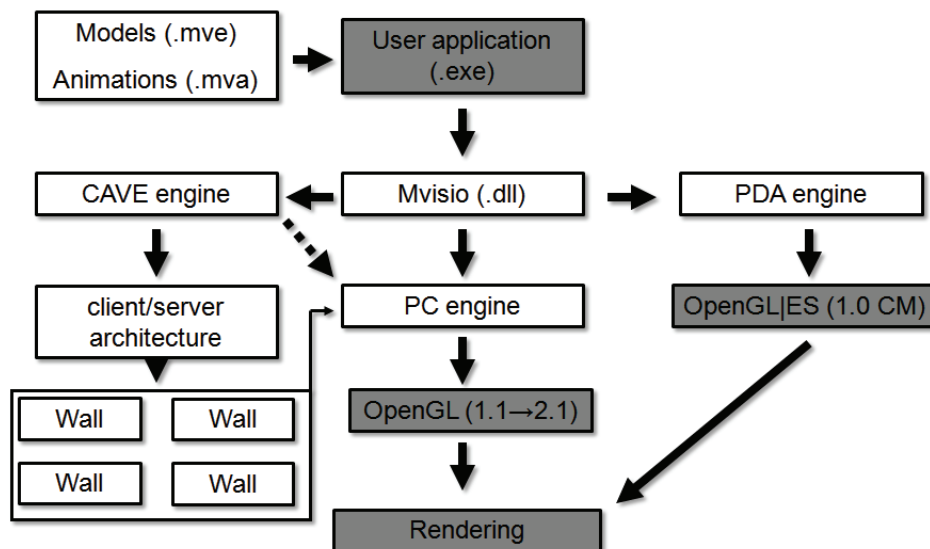 Models (.mve)
Animations (.mva)
User application
(.exe)
CAVE engine
Mvisio (.dll)
PDA engine
client/server
architecture
PC engine
OpenGL|ES (1.0 CM)
Wall
Wall
OpenGL (1.1→2.1)
Wall
Wall
Rendering